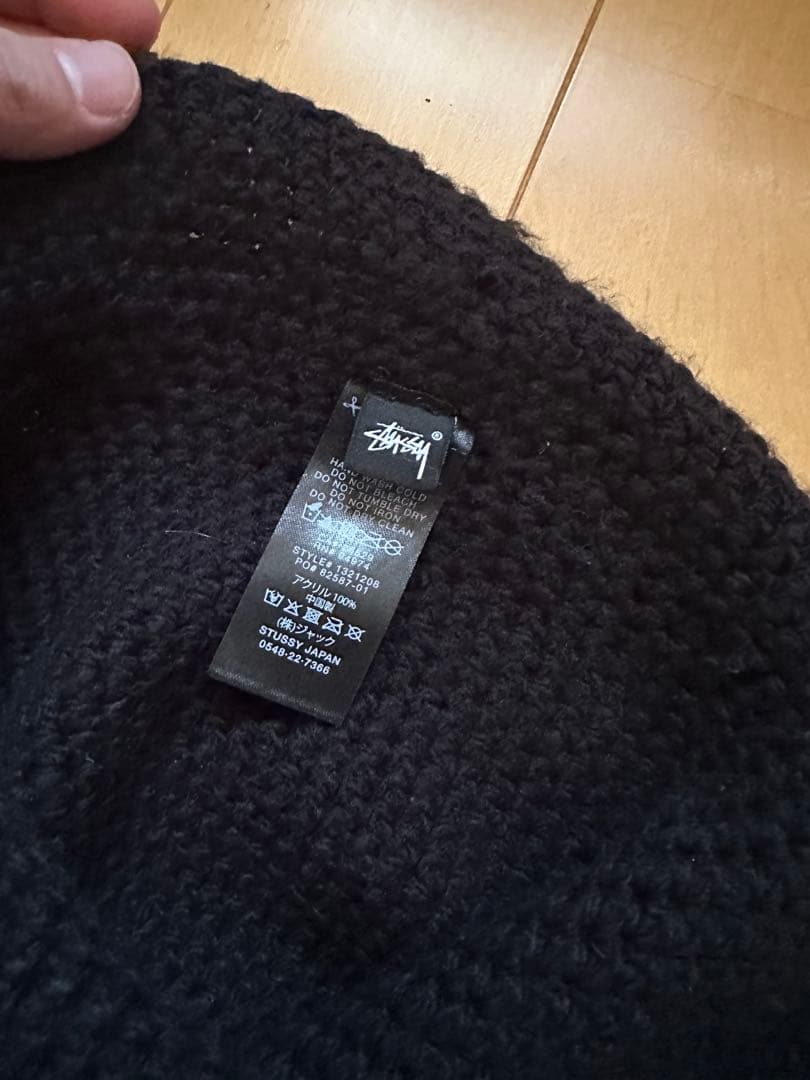 STÜSSY®
HAND WASH COLD
DO NOT BLEACH
DO NOT TUMBLE DRY
DO NOT IRON
DO NOT DRY CLEAN
STYLE# 1321208
PO# 82587-01
アクリル 100%
中国製
(株)ジャック
STUSSY JAPAN
0548·22·7366